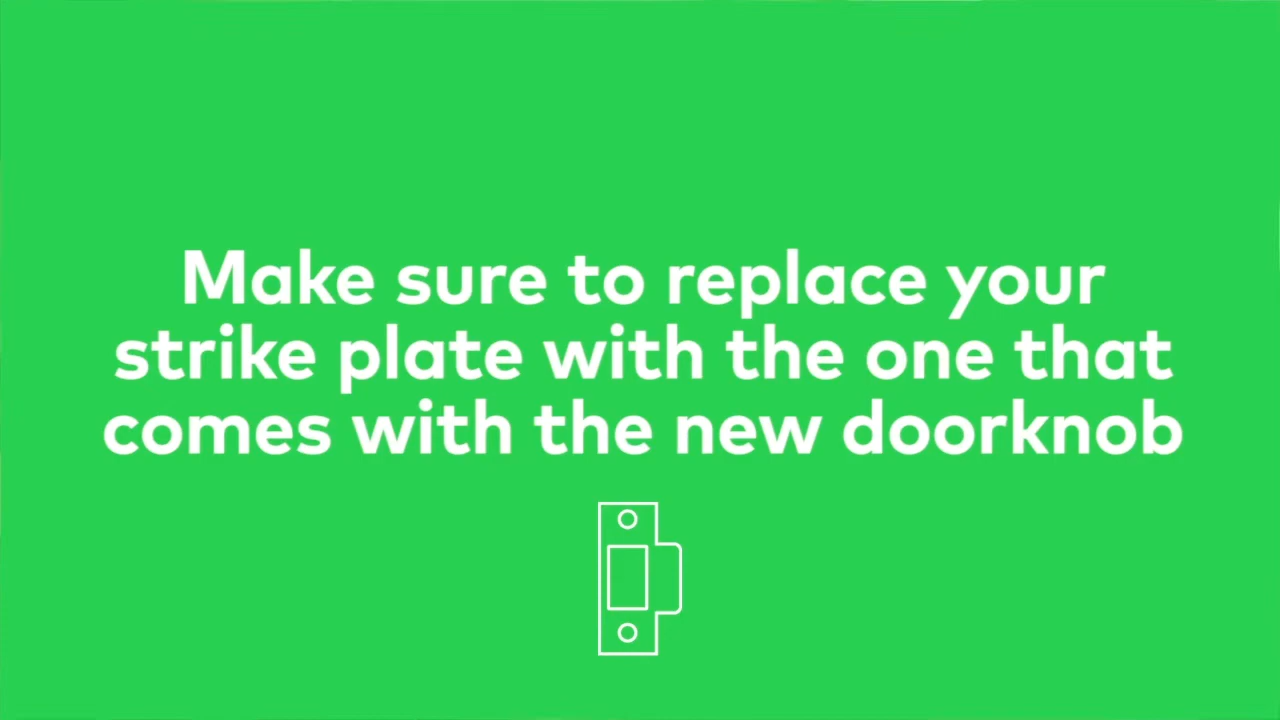 Make sure to replace your
strike plate with the one that
comes with the new doorknob